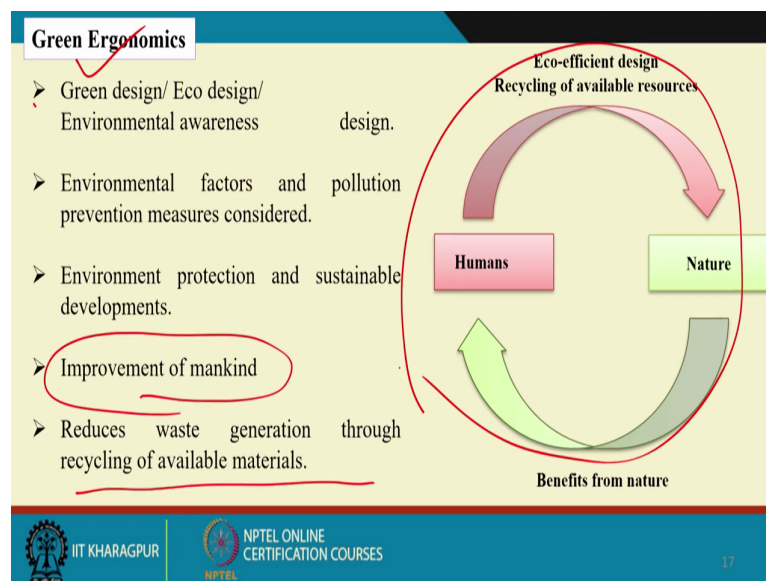 Green Ergonomics
Green design/ Eco design/
Environmental awareness design.
Environmental factors and pollution
prevention measures considered.
Environment protection and sustainable
developments.
Improvement of mankind
Reduces waste generation through
recycling of available materials.
Eco-efficient design
Recycling of available resources
Humans
Nature
Benefits from nature
IIT KHARAGPUR
NPTEL
NPTEL ONLINE
CERTIFICATION COURSES
17